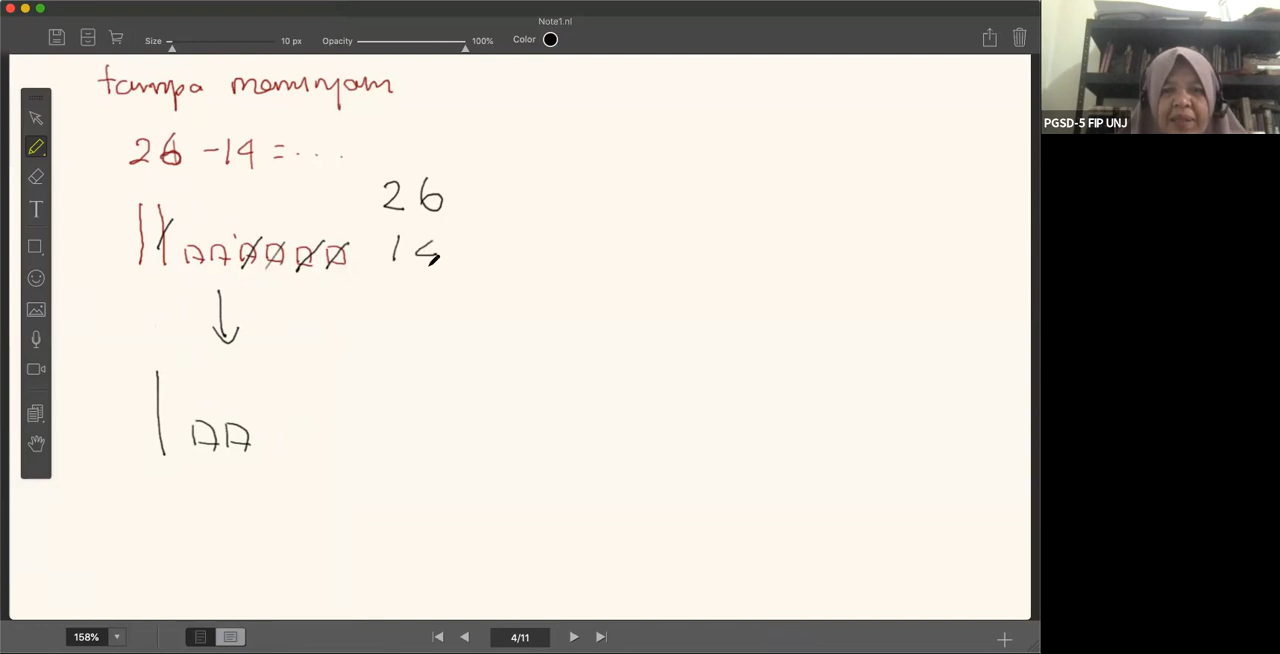 Note1.nl
Size 10 px Opacity 100% Color
PGSD-5 FIP UNJ
tampa meminjam
26 - 14 = ....
26
14
158% 4/11